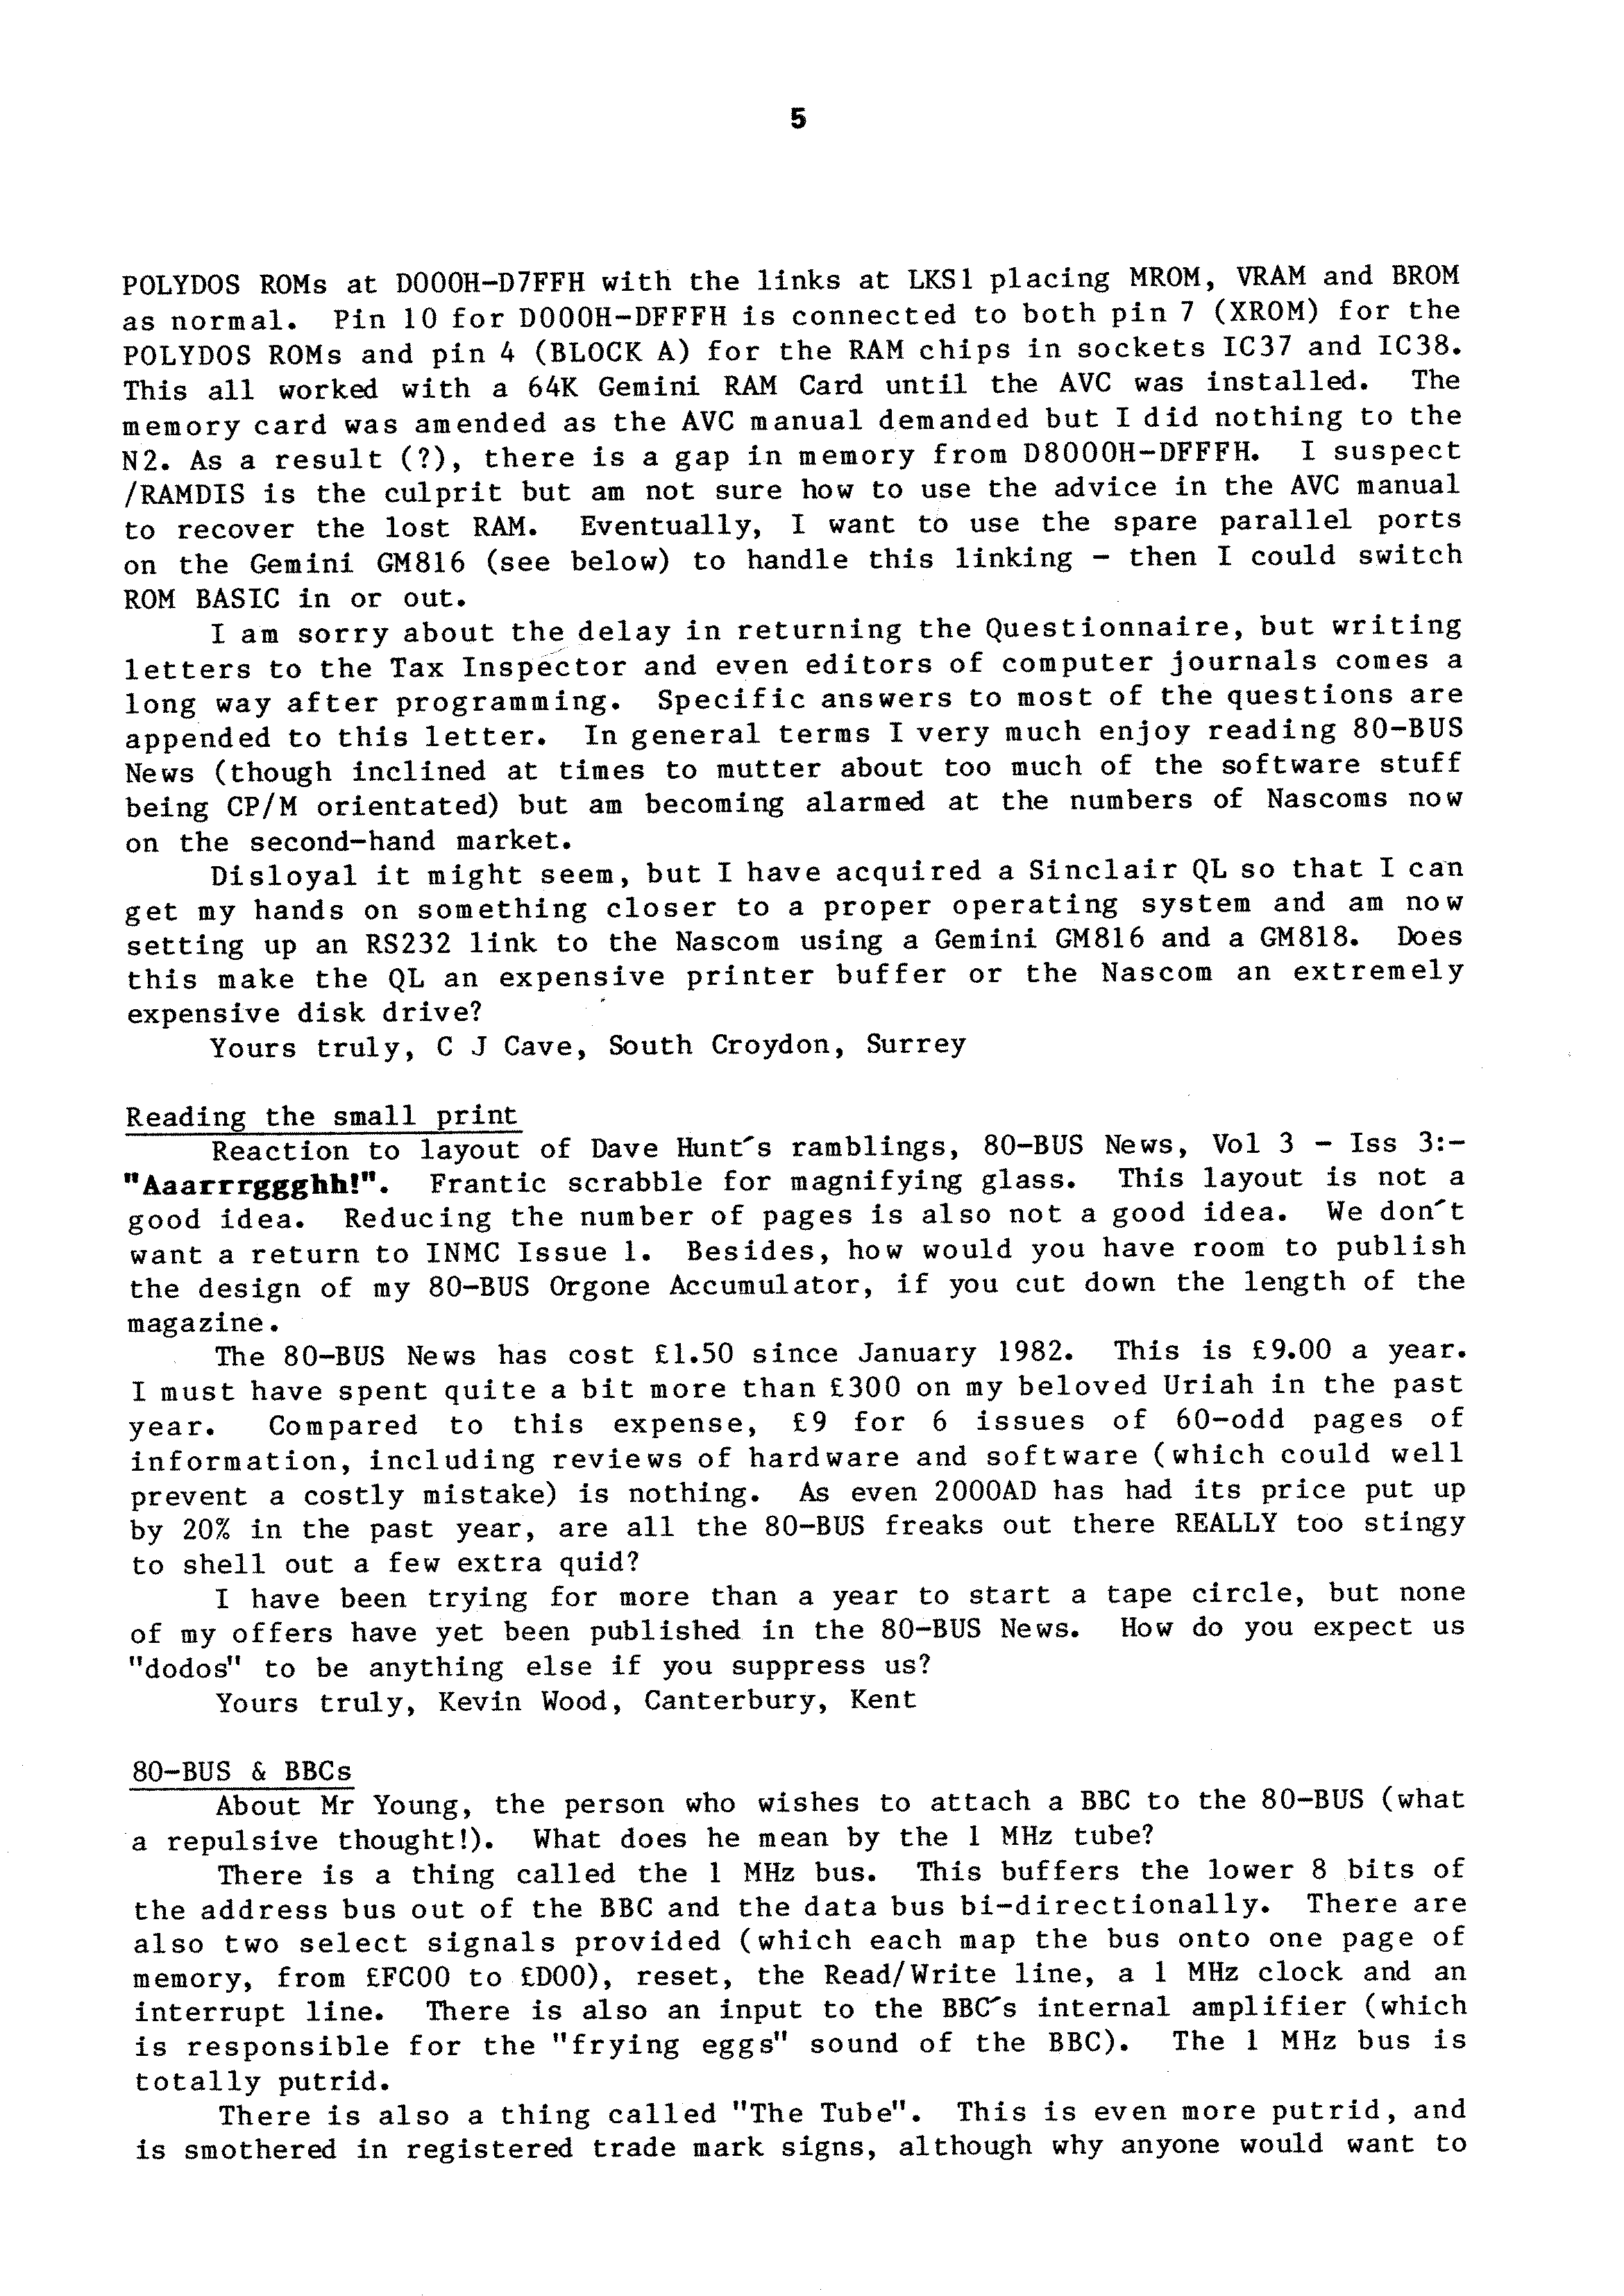 5
POLYDOS ROMs at D000H-D7FFH with the links at LKS1 placing MROM, VRAM and BROM
as normal. Pin 10 for D000H-DFFFH is connected to both pin 7 (XROM) for the
POLYDOS ROMs and pin 4 (BLOCK A) for the RAM chips in sockets IC37 and IC38.
This all worked with a 64K Gemini RAM Card until the AVC was installed. The
memory card was amended as the AVC manual demanded but I did nothing to the
N2. As a result (?), there is a gap in memory from D8000H-DFFFH. I suspect
/RAMDIS is the culprit but am not sure how to use the advice in the AVC manual
to recover the lost RAM. Eventually, I want to use the spare parallel ports
on the Gemini GM816 (see below) to handle this linking - then I could switch
ROM BASIC in or out.
I am sorry about the delay in returning the Questionnaire, but writing
letters to the Tax Inspector and even editors of computer journals comes a
long way after programming. Specific answers to most of the questions are
appended to this letter. In general terms I very much enjoy reading 80-BUS
News (though inclined at times to mutter about too much of the software stuff
being CP/M orientated) but am becoming alarmed at the numbers of Nascoms now
on the second-hand market.
Disloyal it might seem, but I have acquired a Sinclair QL so that I can
get my hands on something closer to a proper operating system and am now
setting up an RS232 link to the Nascom using a Gemini GM816 and a GM818. Does
this make the QL an expensive printer buffer or the Nascom an extremely
expensive disk drive?
Yours truly, C J Cave, South Croydon, Surrey
Reading the small print
Reaction to layout of Dave Hunt's ramblings, 80-BUS News, Vol 3 - Iss 3:-
"Aaarrrggghh!". Frantic scrabble for magnifying glass. This layout is not a
good idea. Reducing the number of pages is also not a good idea. We don't
want a return to INMC Issue 1. Besides, how would you have room to publish
the design of my 80-BUS Orgone Accumulator, if you cut down the length of the
magazine.
The 80-BUS News has cost £1.50 since January 1982. This is £9.00 a year.
I must have spent quite a bit more than £300 on my beloved Uriah in the past
year. Compared to this expense, £9 for 6 issues of 60-odd pages of
information, including reviews of hardware and software (which could well
prevent a costly mistake) is nothing. As even 2000AD has had its price put up
by 20% in the past year, are all the 80-BUS freaks out there REALLY too stingy
to shell out a few extra quid?
I have been trying for more than a year to start a tape circle, but none
of my offers have yet been published in the 80-BUS News. How do you expect us
"dodos" to be anything else if you suppress us?
Yours truly, Kevin Wood, Canterbury, Kent
80-BUS & BBCs
About Mr Young, the person who wishes to attach a BBC to the 80-BUS (what
a repulsive thought!). What does he mean by the 1 MHz tube?
There is a thing called the 1 MHz bus. This buffers the lower 8 bits of
the address bus out of the BBC and the data bus bi-directionally. There are
also two select signals provided (which each map the bus onto one page of
memory, from £FC00 to £D00), reset, the Read/Write line, a 1 MHz clock and an
interrupt line. There is also an input to the BBC's internal amplifier (which
is responsible for the "frying eggs" sound of the BBC). The 1 MHz bus is
totally putrid.
There is also a thing called "The Tube". This is even more putrid, and
is smothered in registered trade mark signs, although why anyone would want to